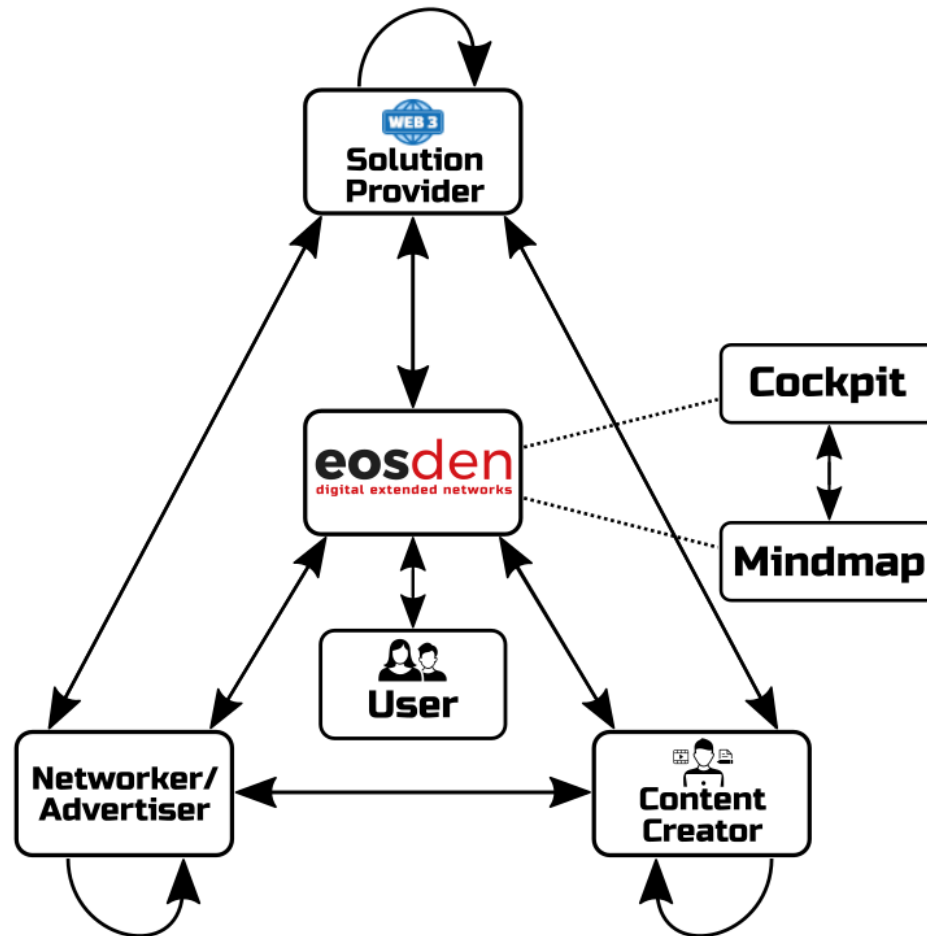 WEB 3
Solution
Provider
Cockpit
eosden
digital extended networks
Mindmap
User
Networker/
Advertiser
Content
Creator